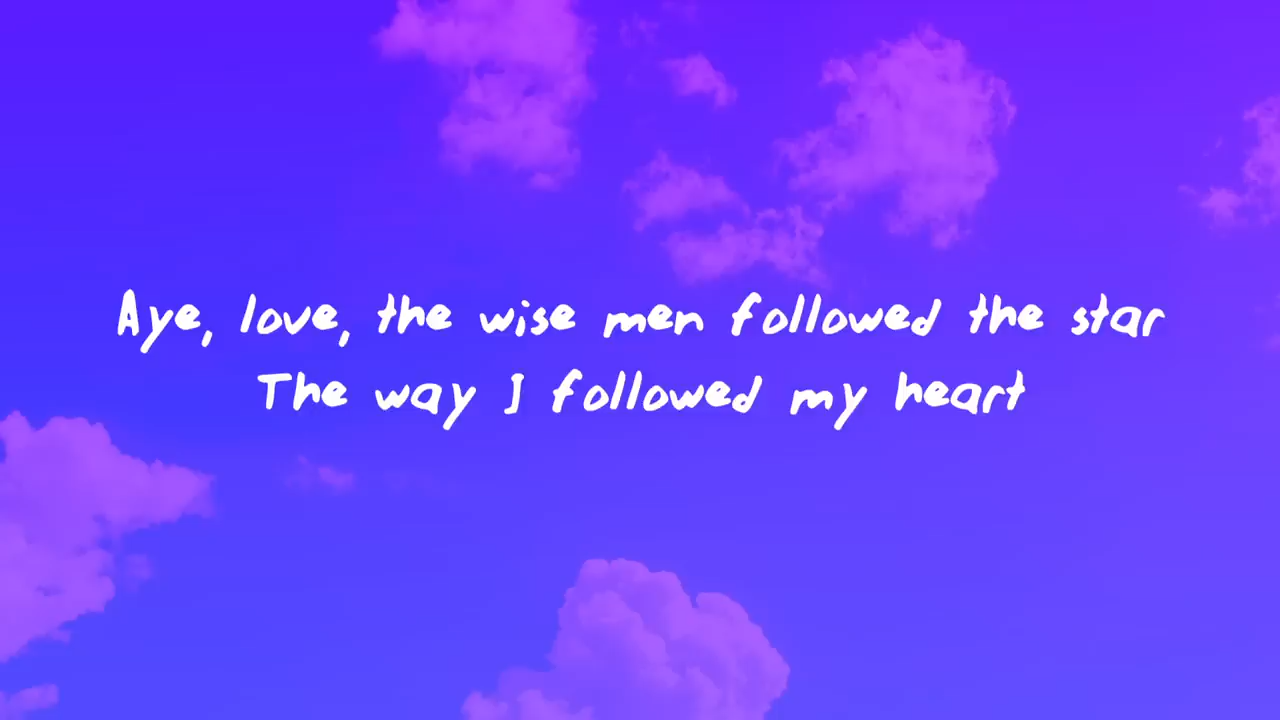 Aye, love, the wise men followed the star
The way I followed my heart